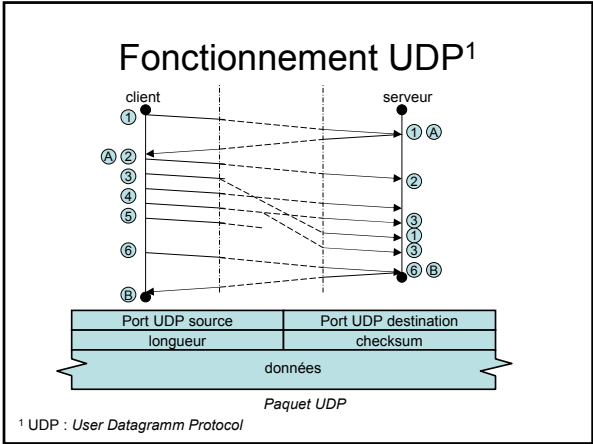 Fonctionnement UDP1
client serveur
1
1 A
A 2
2
3
4
3
5
1
3
6
6 B
B
Port UDP source Port UDP destination
longueur checksum
données
Paquet UDP
1 UDP : User Datagramm Protocol